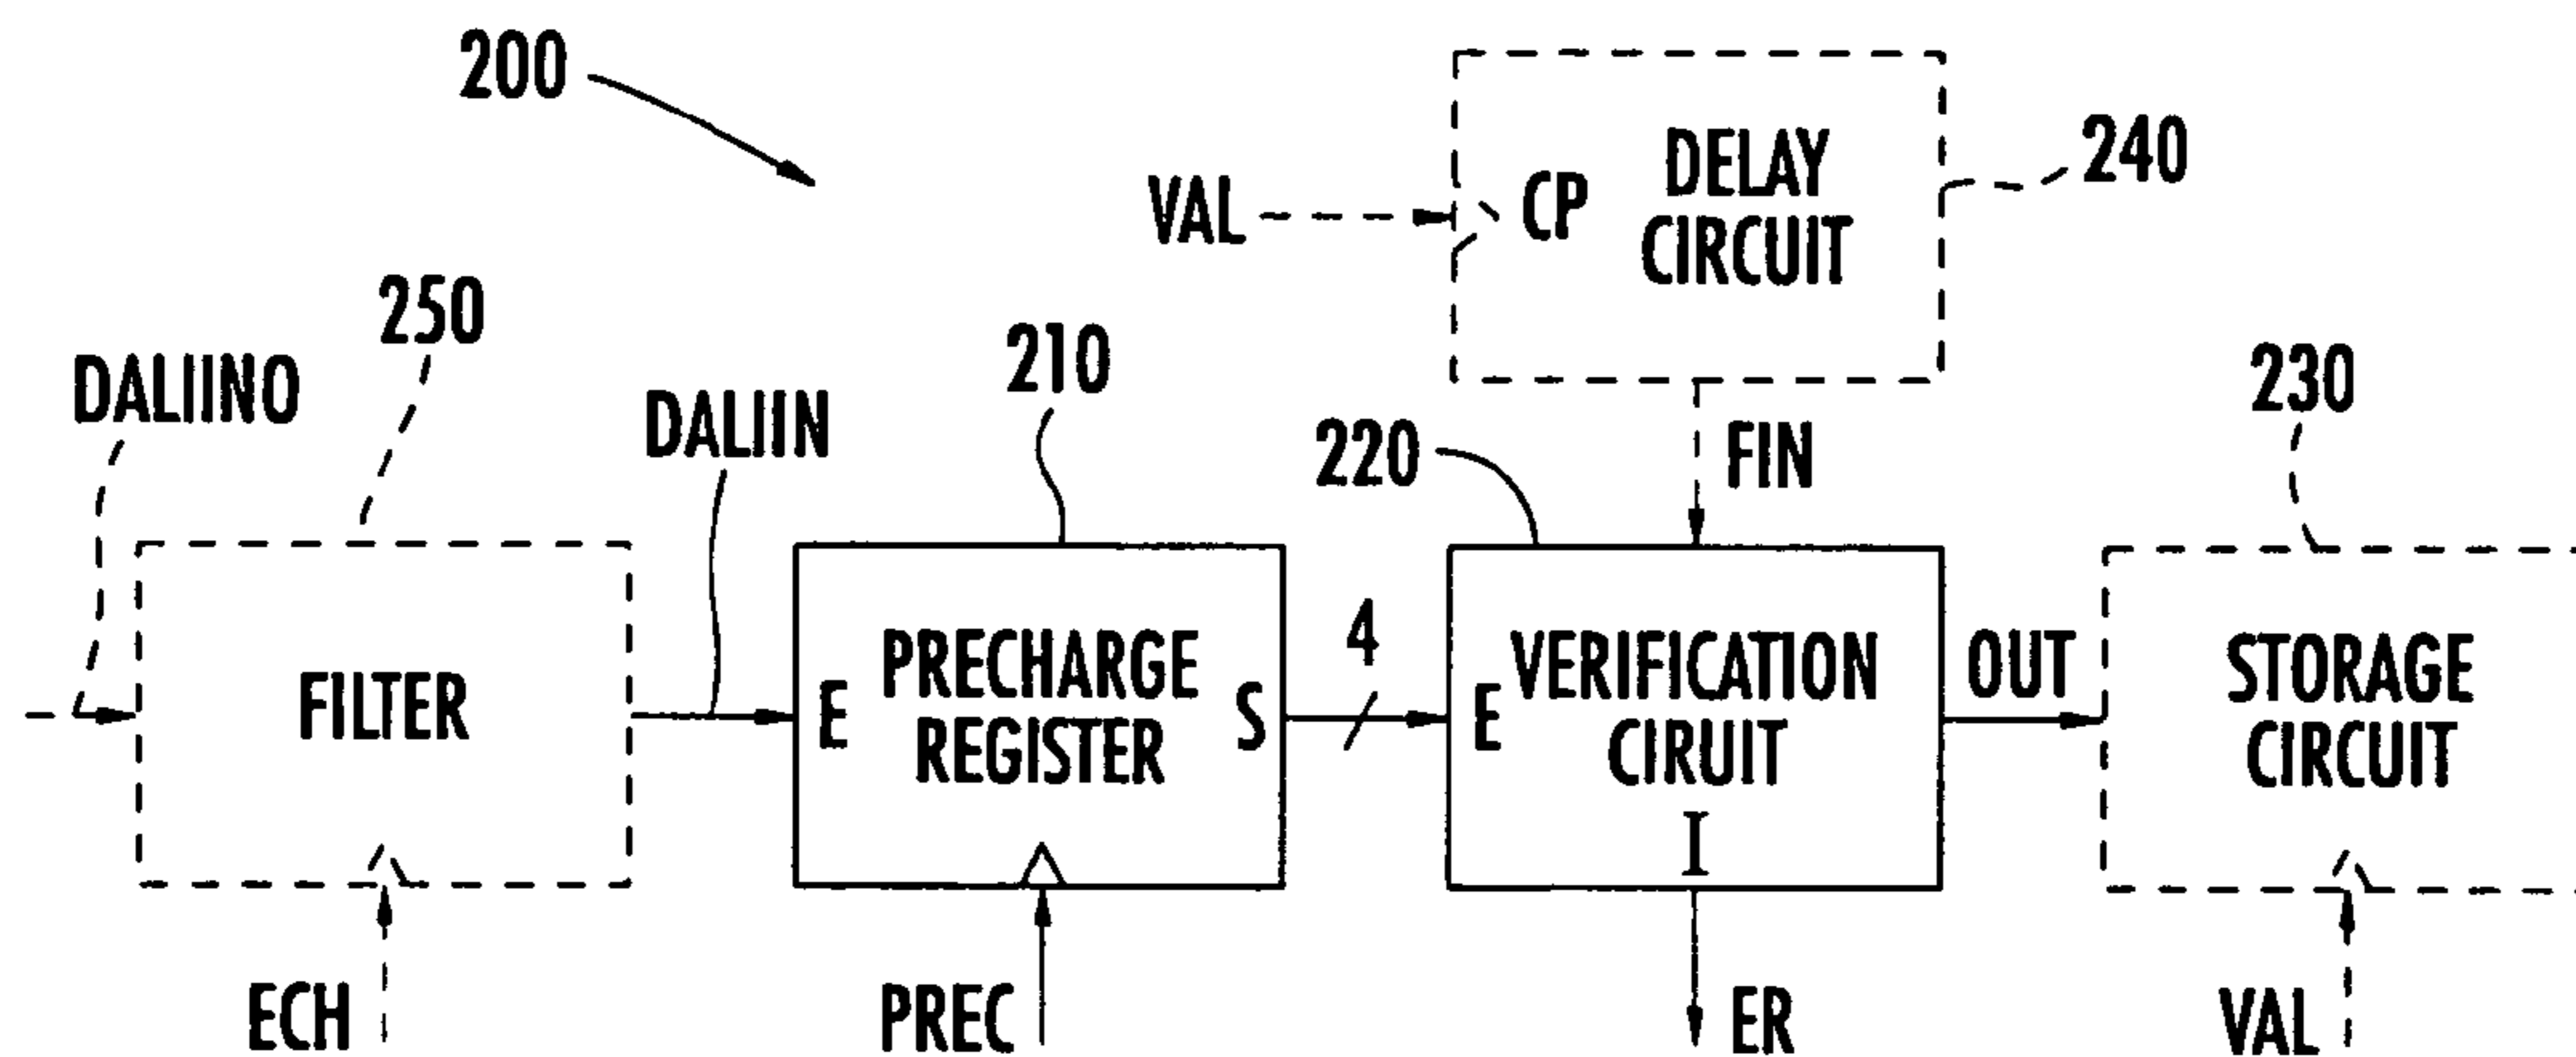 200
VAL
CP
DELAY
CIRCUIT
240
DALIINO
250
DALIIN
210
220
FIN
230
FILTER
E
PRECHARGE
REGISTER
S
4
E
VERIFICATION
CIRUIT
I
OUT
STORAGE
CIRCUIT
ECH
PREC
ER
VAL